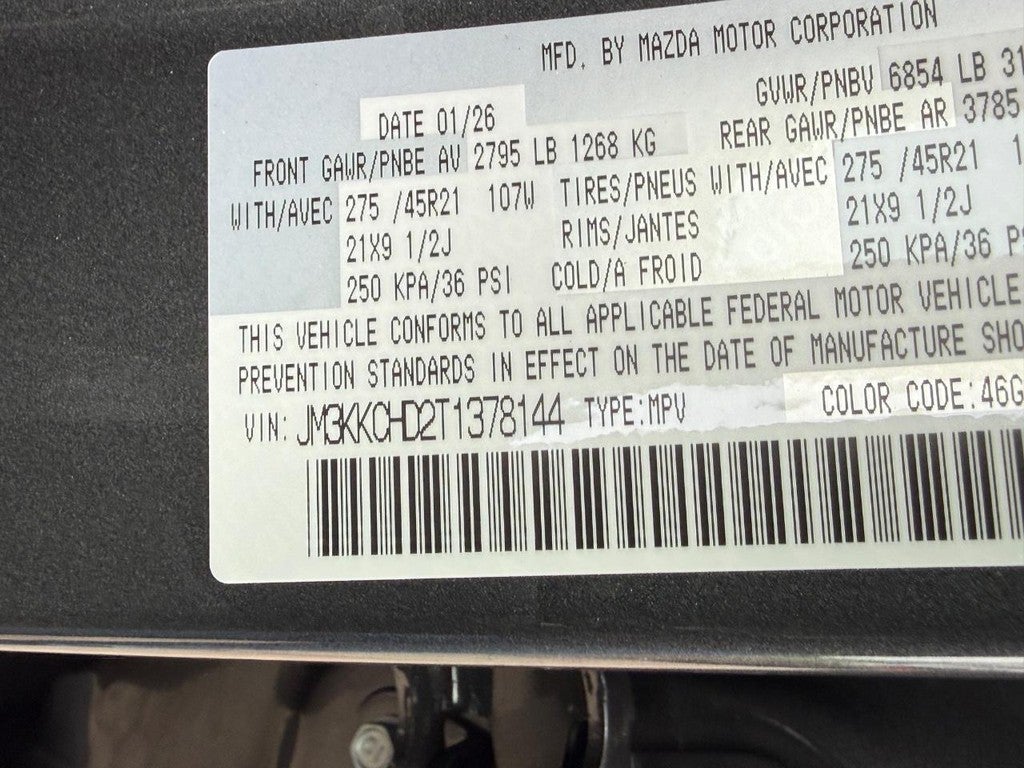 MFD. BY MAZDA MOTOR CORPORATION
DATE 01/26 GVWR/PNBV 6854 LB 31
FRONT GAWR/PNBE AV 2795 LB 1268 KG REAR GAWR/PNBE AR 3785
WITH/AVEC 275 /45R21 107W TIRES/PNEUS WITH/AVEC 275 /45R21 1
21X9 1/2J RIMS/JANTES 21X9 1/2J
250 KPA/36 PSI COLD/A FROID 250 KPA/36 PS
THIS VEHICLE CONFORMS TO ALL APPLICABLE FEDERAL MOTOR VEHICLE
PREVENTION STANDARDS IN EFFECT ON THE DATE OF MANUFACTURE SHO
VIN: JM3KKCHD2T1378144 TYPE:MPV COLOR CODE:46G